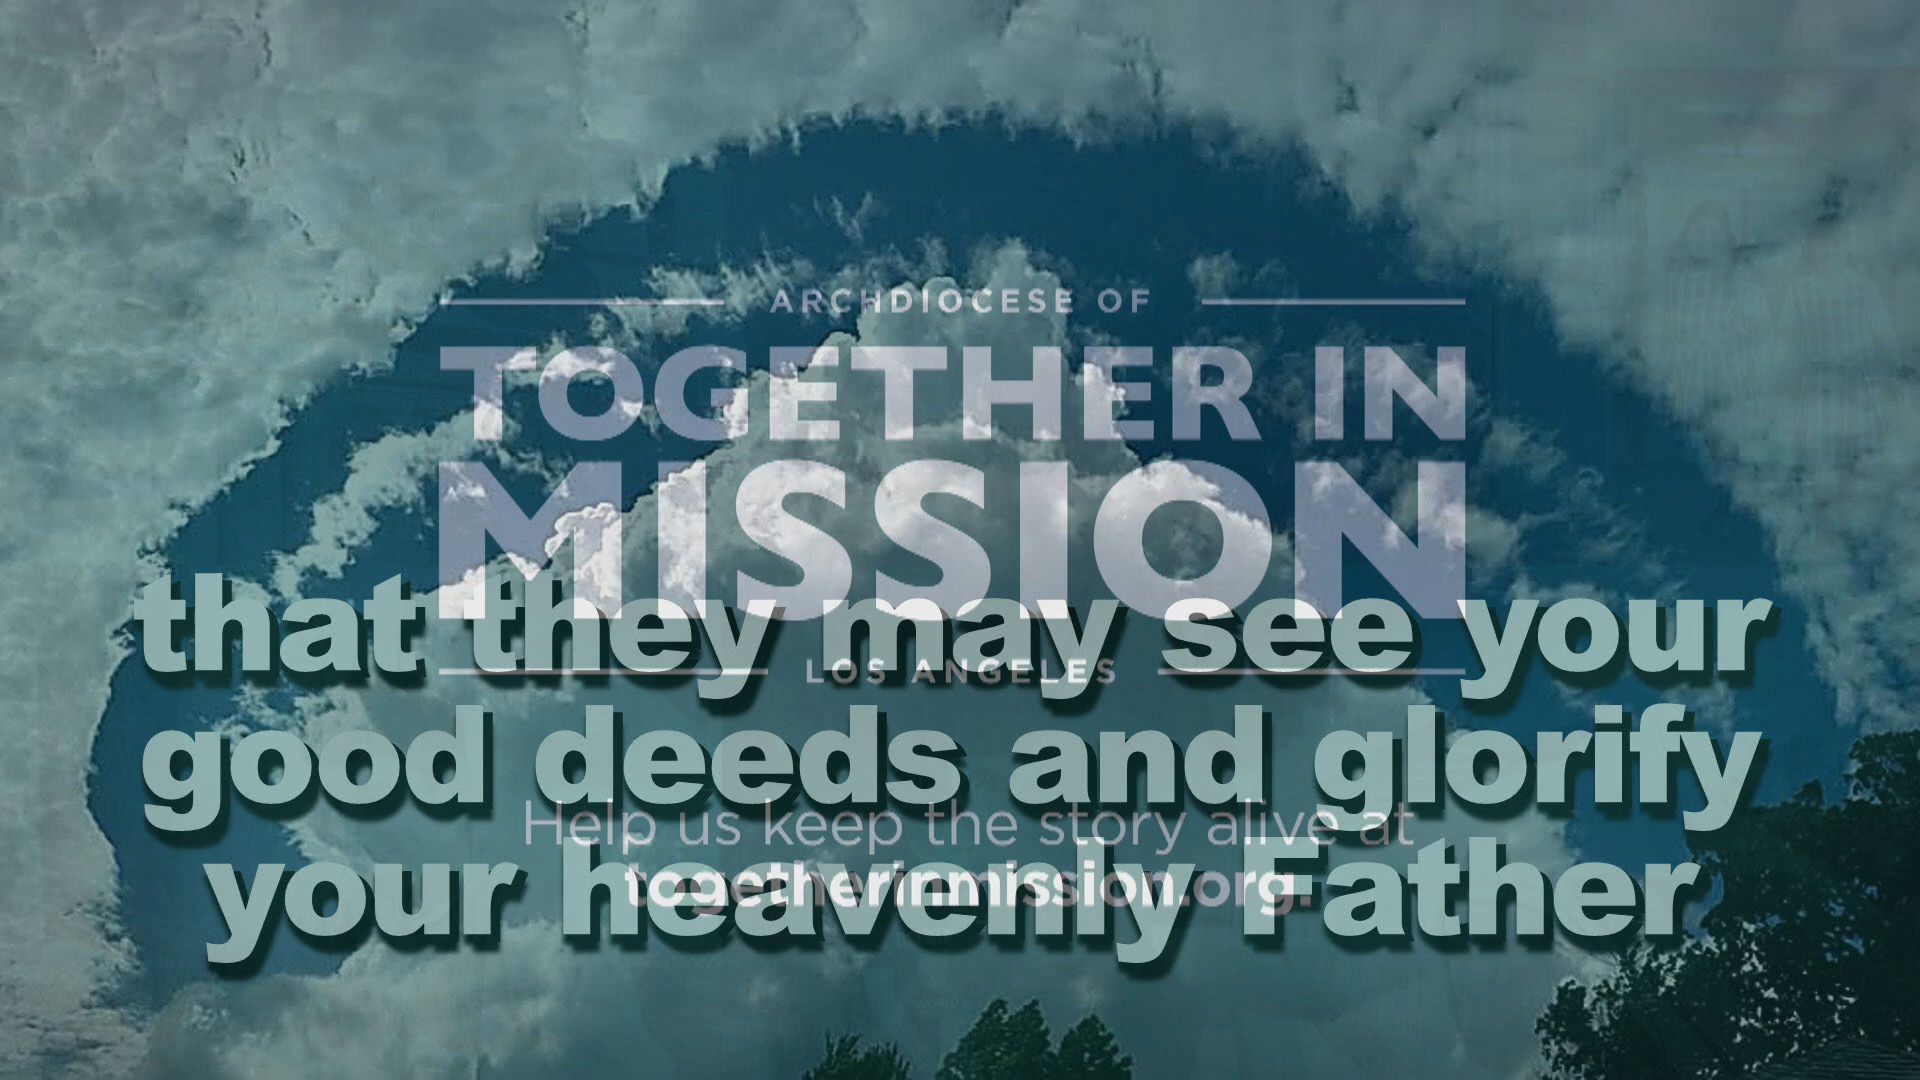 ARCHDIOCESE OF
TOGETHER IN
MISSION
LOS ANGELES
that they may see your
good deeds and glorify
your heavenly Father
Help us keep the story alive at
togetherinmission.org.